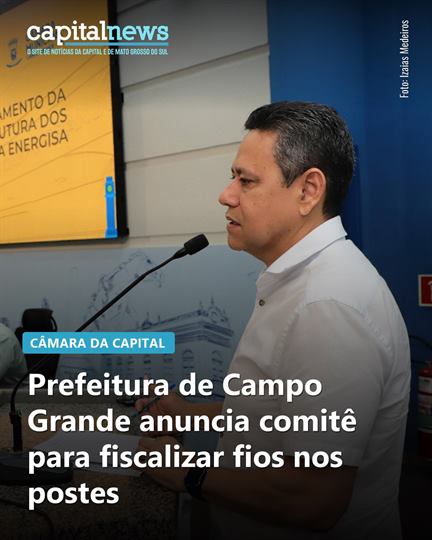 capitalnews
O SITE DE NOTÍCIAS DA CAPITAL E DE MATO GROSSO DO SUL
Foto: Izaias Medeiros
AMENTO DA
UTURA DOS
A ENERGISA
CÂMARA DA CAPITAL
Prefeitura de Campo
Grande anuncia comitê
para fiscalizar fios nos
postes